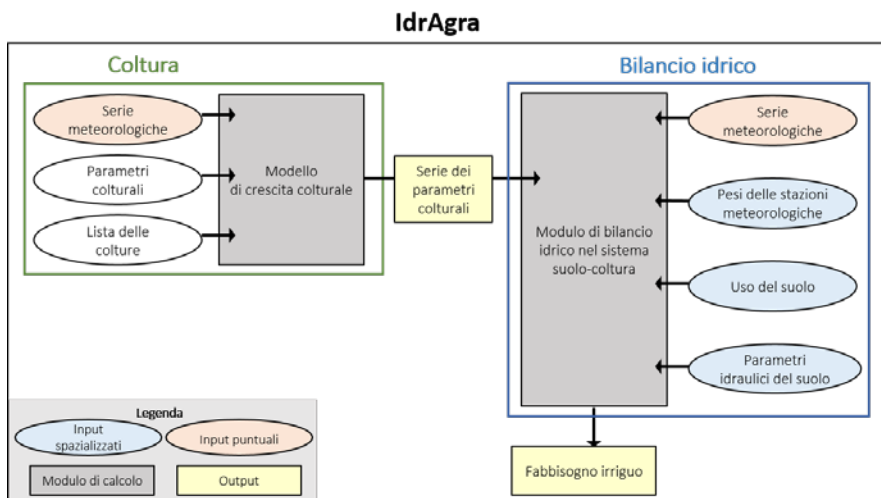 IdrAgra
Coltura
Serie
meteorologiche
Parametri
colturali
Lista delle
colture
Modello
di crescita colturale
Serie dei
parametri
colturali
Bilancio idrico
Modulo di bilancio
idrico nel sistema
suolo-coltura
Serie
meteorologiche
Pesi delle stazioni
meteorologiche
Uso del suolo
Parametri
idraulici del suolo
Fabbisogno irriguo
Legenda
Input
spazializzati
Input puntuali
Modulo di calcolo
Output